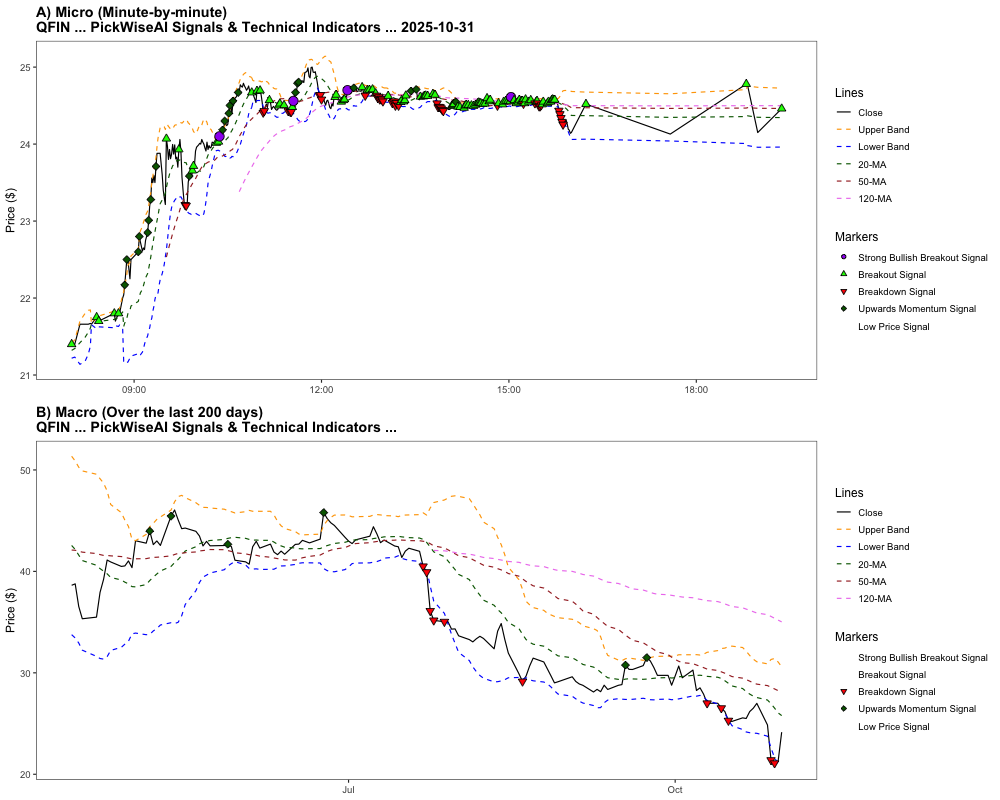 A) Micro (Minute-by-minute)
QFIN ... PickWiseAI Signals & Technical Indicators ... 2025-10-31
25
24
23
22
21
Price ($)
09:00
12:00
15:00
18:00
Lines
Close
Upper Band
Lower Band
20-MA
50-MA
120-MA
Markers
Strong Bullish Breakout Signal
Breakout Signal
Breakdown Signal
Upwards Momentum Signal
Low Price Signal
B) Macro (Over the last 200 days)
QFIN ... PickWiseAI Signals & Technical Indicators ...
50
40
30
20
Price ($)
Jul
Oct
Lines
Close
Upper Band
Lower Band
20-MA
50-MA
120-MA
Markers
Strong Bullish Breakout Signal
Breakout Signal
Breakdown Signal
Upwards Momentum Signal
Low Price Signal